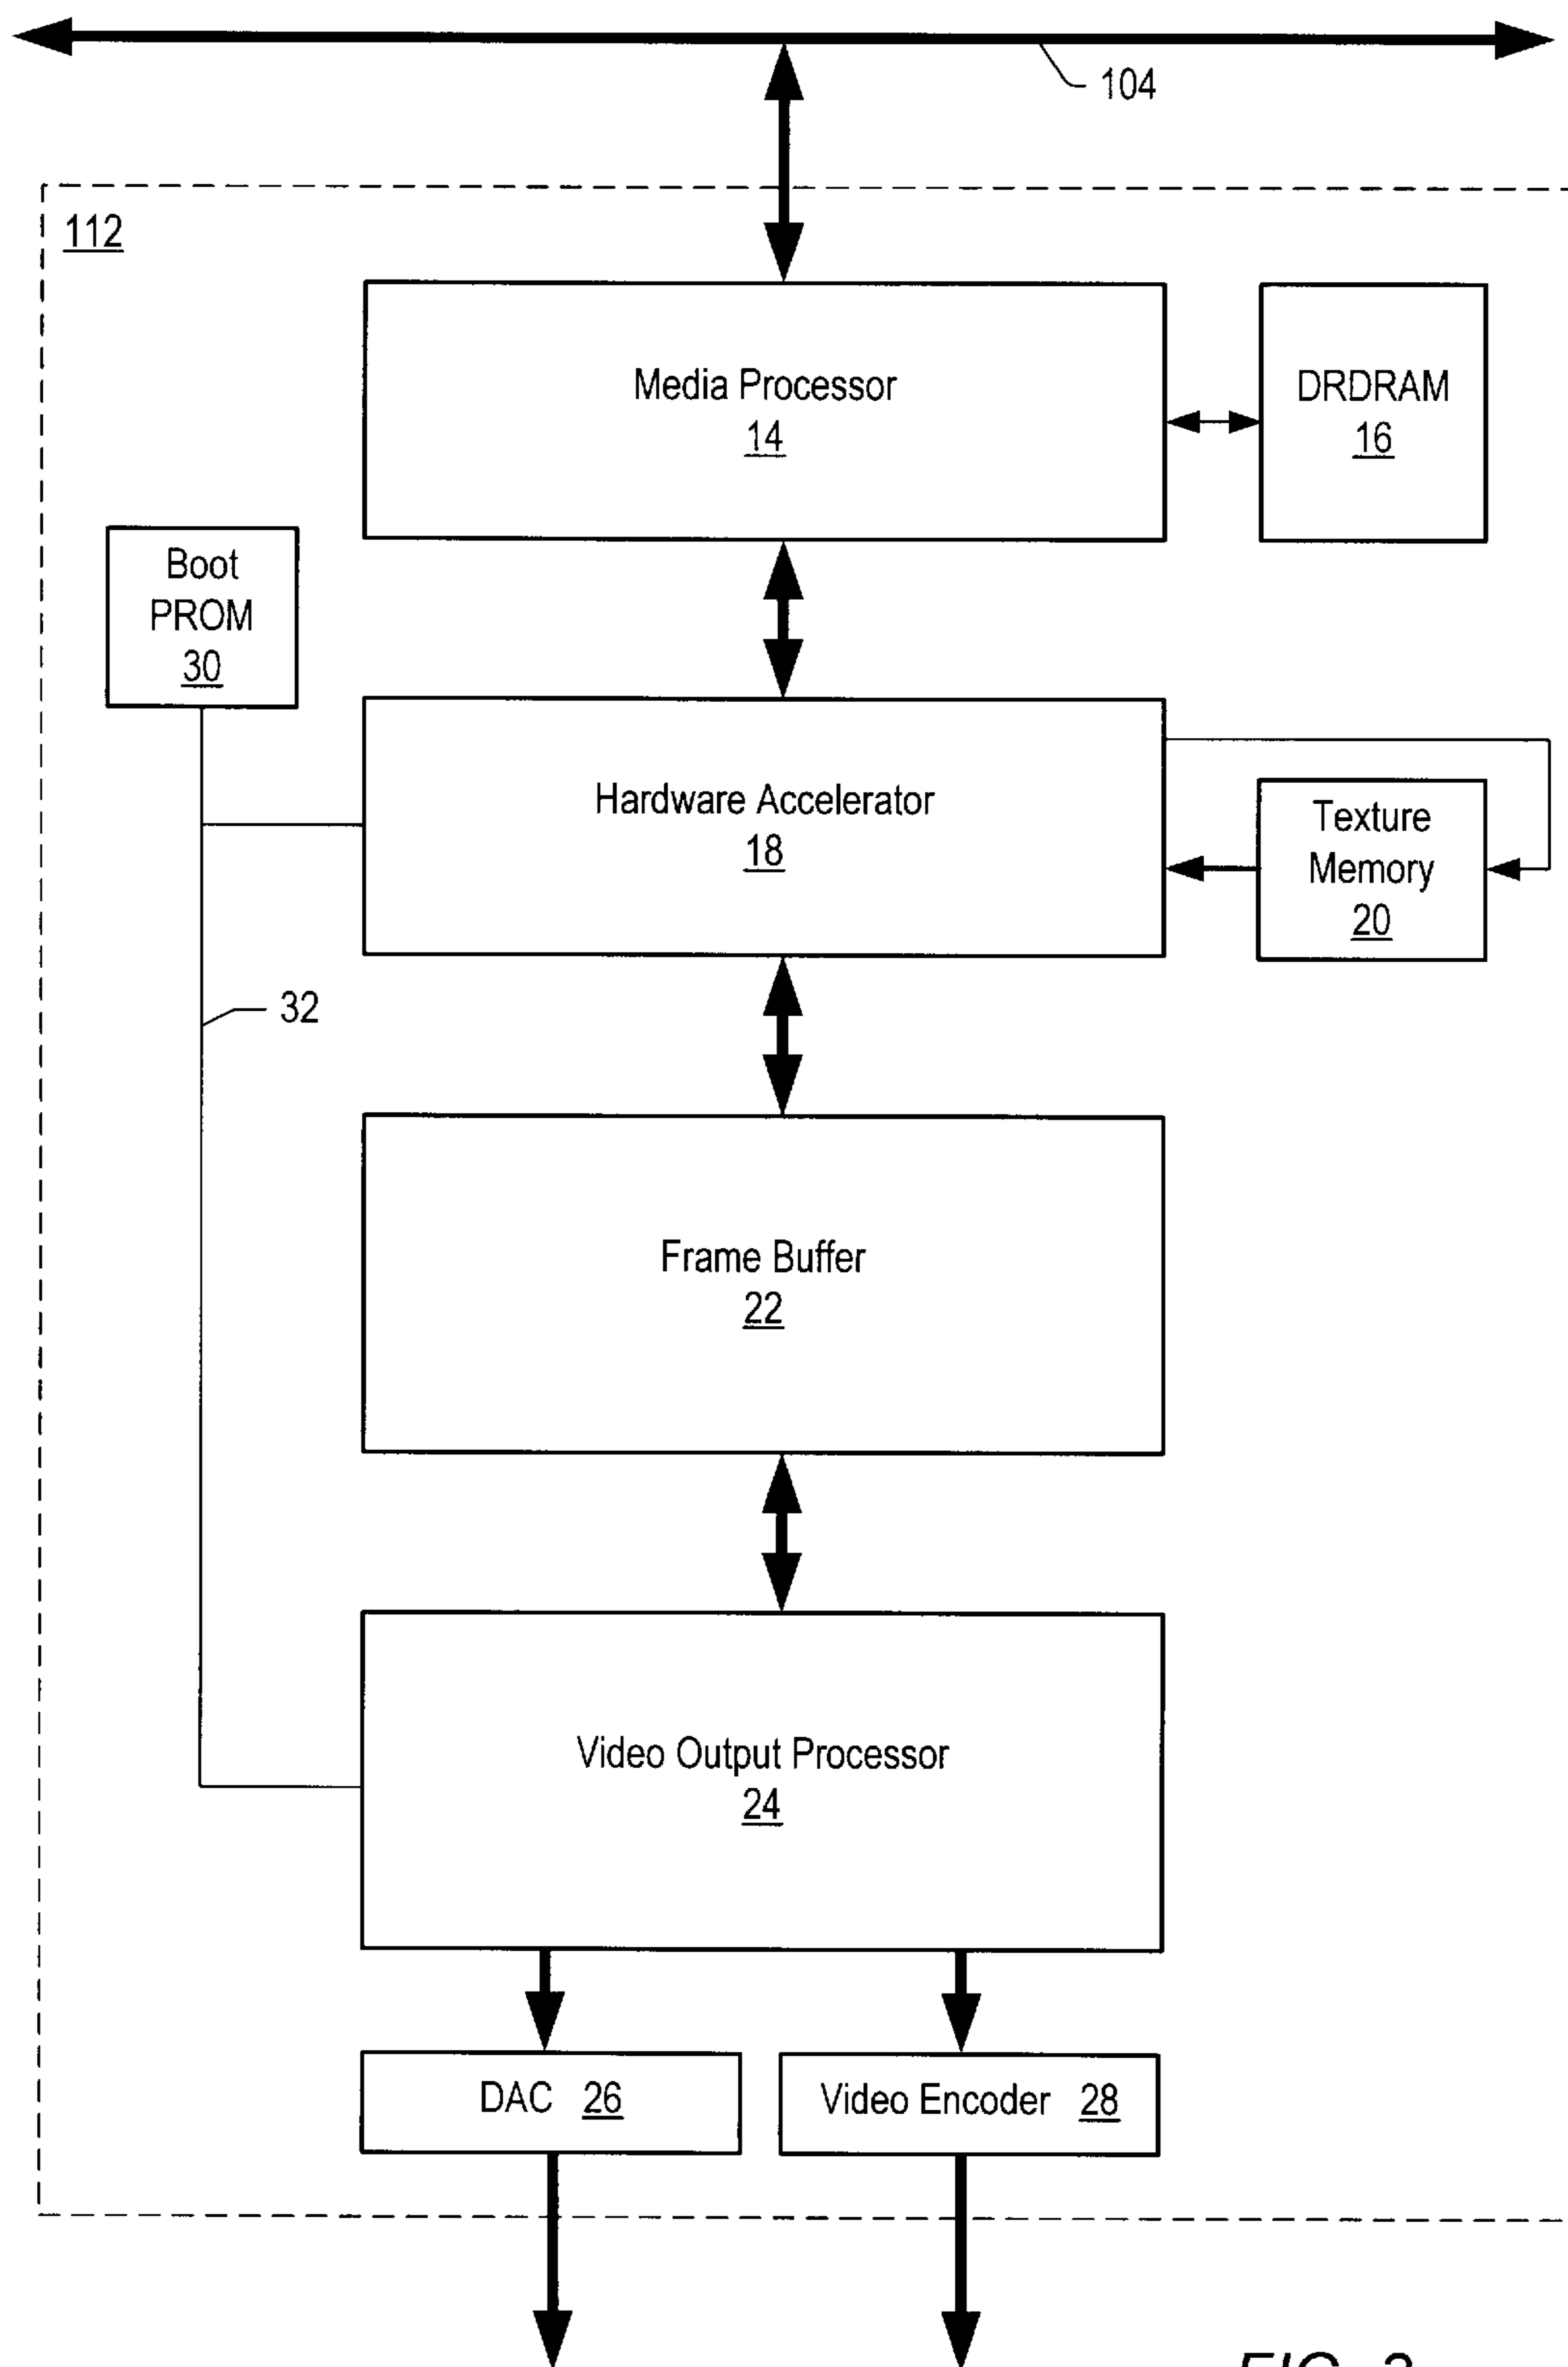 104
112
Media Processor
14
DRDRAM
16
Boot
PROM
30
Hardware Accelerator
18
Texture
Memory
20
32
Frame Buffer
22
Video Output Processor
24
DAC 26
Video Encoder 28